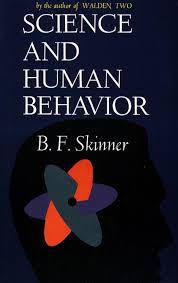 by the author of WALDEN TWO
SCIENCE
AND
HUMAN
BEHAVIOR
B. F. Skinner